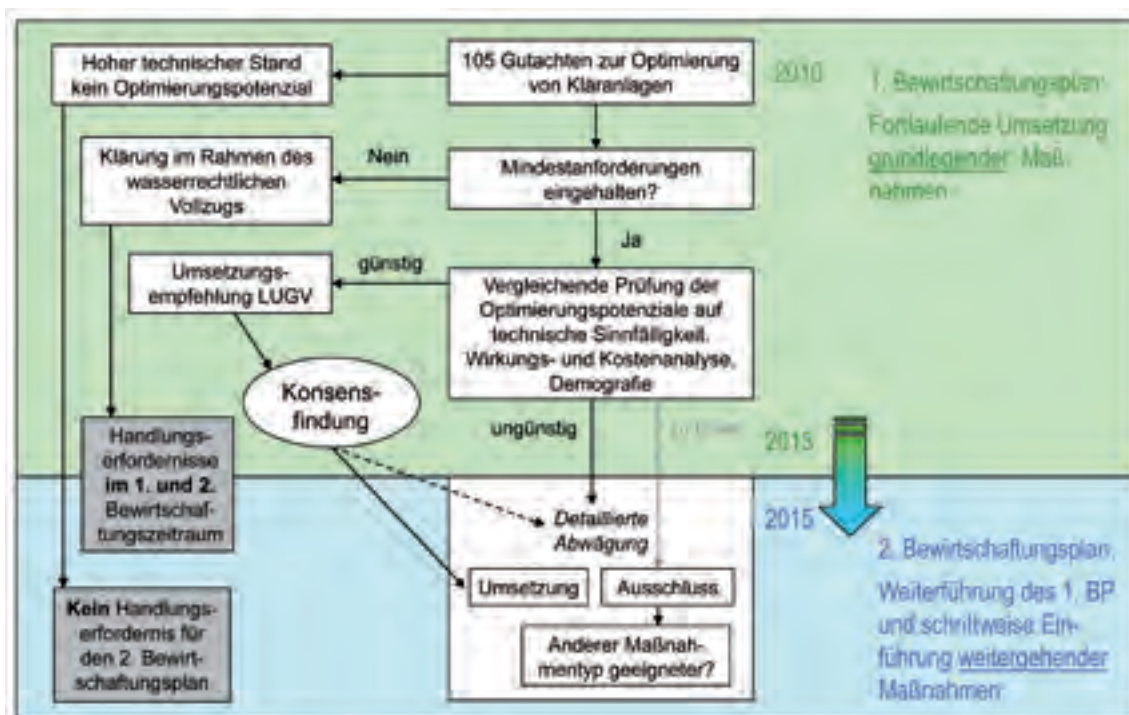 Hoher technischer Stand
kein Optimierungspotenzial
105 Gutachten zur Optimierung
von Kläranlagen
2010
1. Bewirtschaftungsplan:
Fortlaufende Umsetzung
grundlegender Maß-
nahmen
Klärung im Rahmen des
wasserrechtlichen
Vollzugs
Nein
Mindestanforderungen
eingehalten?
Ja
Umsetzungs-
empfehlung LUGV
günstig
Vergleichende Prüfung der
Optimierungspotenziale auf
technische Sinnfälligkeit,
Wirkungs- und Kostenanalyse,
Demografie
Konsens-
findung
ungünstig
Handlungs-
erfordernisse
im 1. und 2.
Bewirtschaf-
tungszeitraum
2013
2015
Detaillierte
Abwägung
Umsetzung
Ausschluss
Anderer Maßnah-
mentyp geeigneter?
Kein Handlungs-
erfordernis für
den 2. Bewirt-
schaftungsplan
2. Bewirtschaftungsplan:
Weiterführung des 1. BP
und schrittweise Ein-
führung weitergehender
Maßnahmen